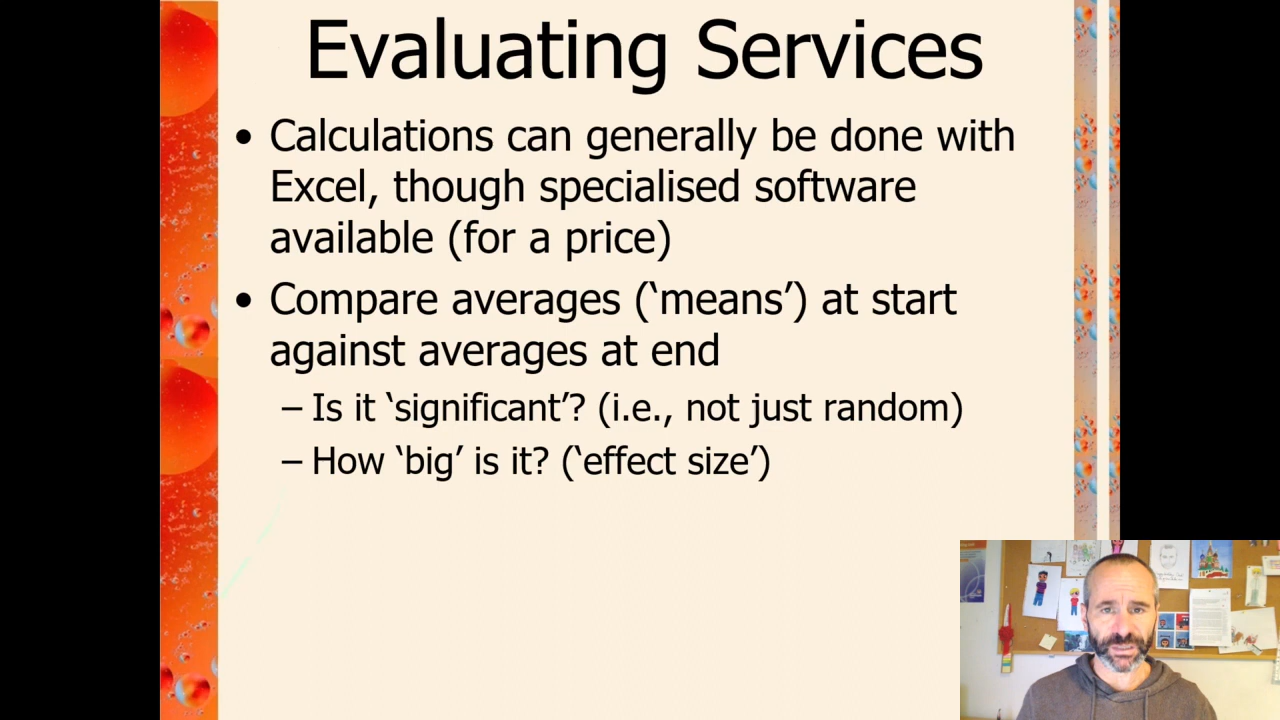 Evaluating Services
• Calculations can generally be done with
Excel, though specialised software
available (for a price)
• Compare averages (‘means’) at start
against averages at end
– Is it ‘significant’? (i.e., not just random)
– How ‘big’ is it? (‘effect size’)